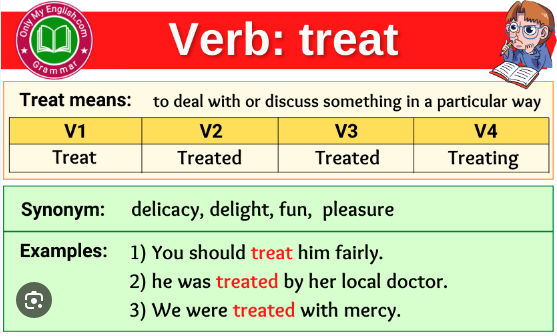 Only My English.com
Grammar
Verb: treat
Treat means: to deal with or discuss something in a particular way
V1 V2 V3 V4
Treat Treated Treated Treating
Synonym: delicacy, delight, fun, pleasure
Examples: 1) You should treat him fairly.
2) he was treated by her local doctor.
3) We were treated with mercy.